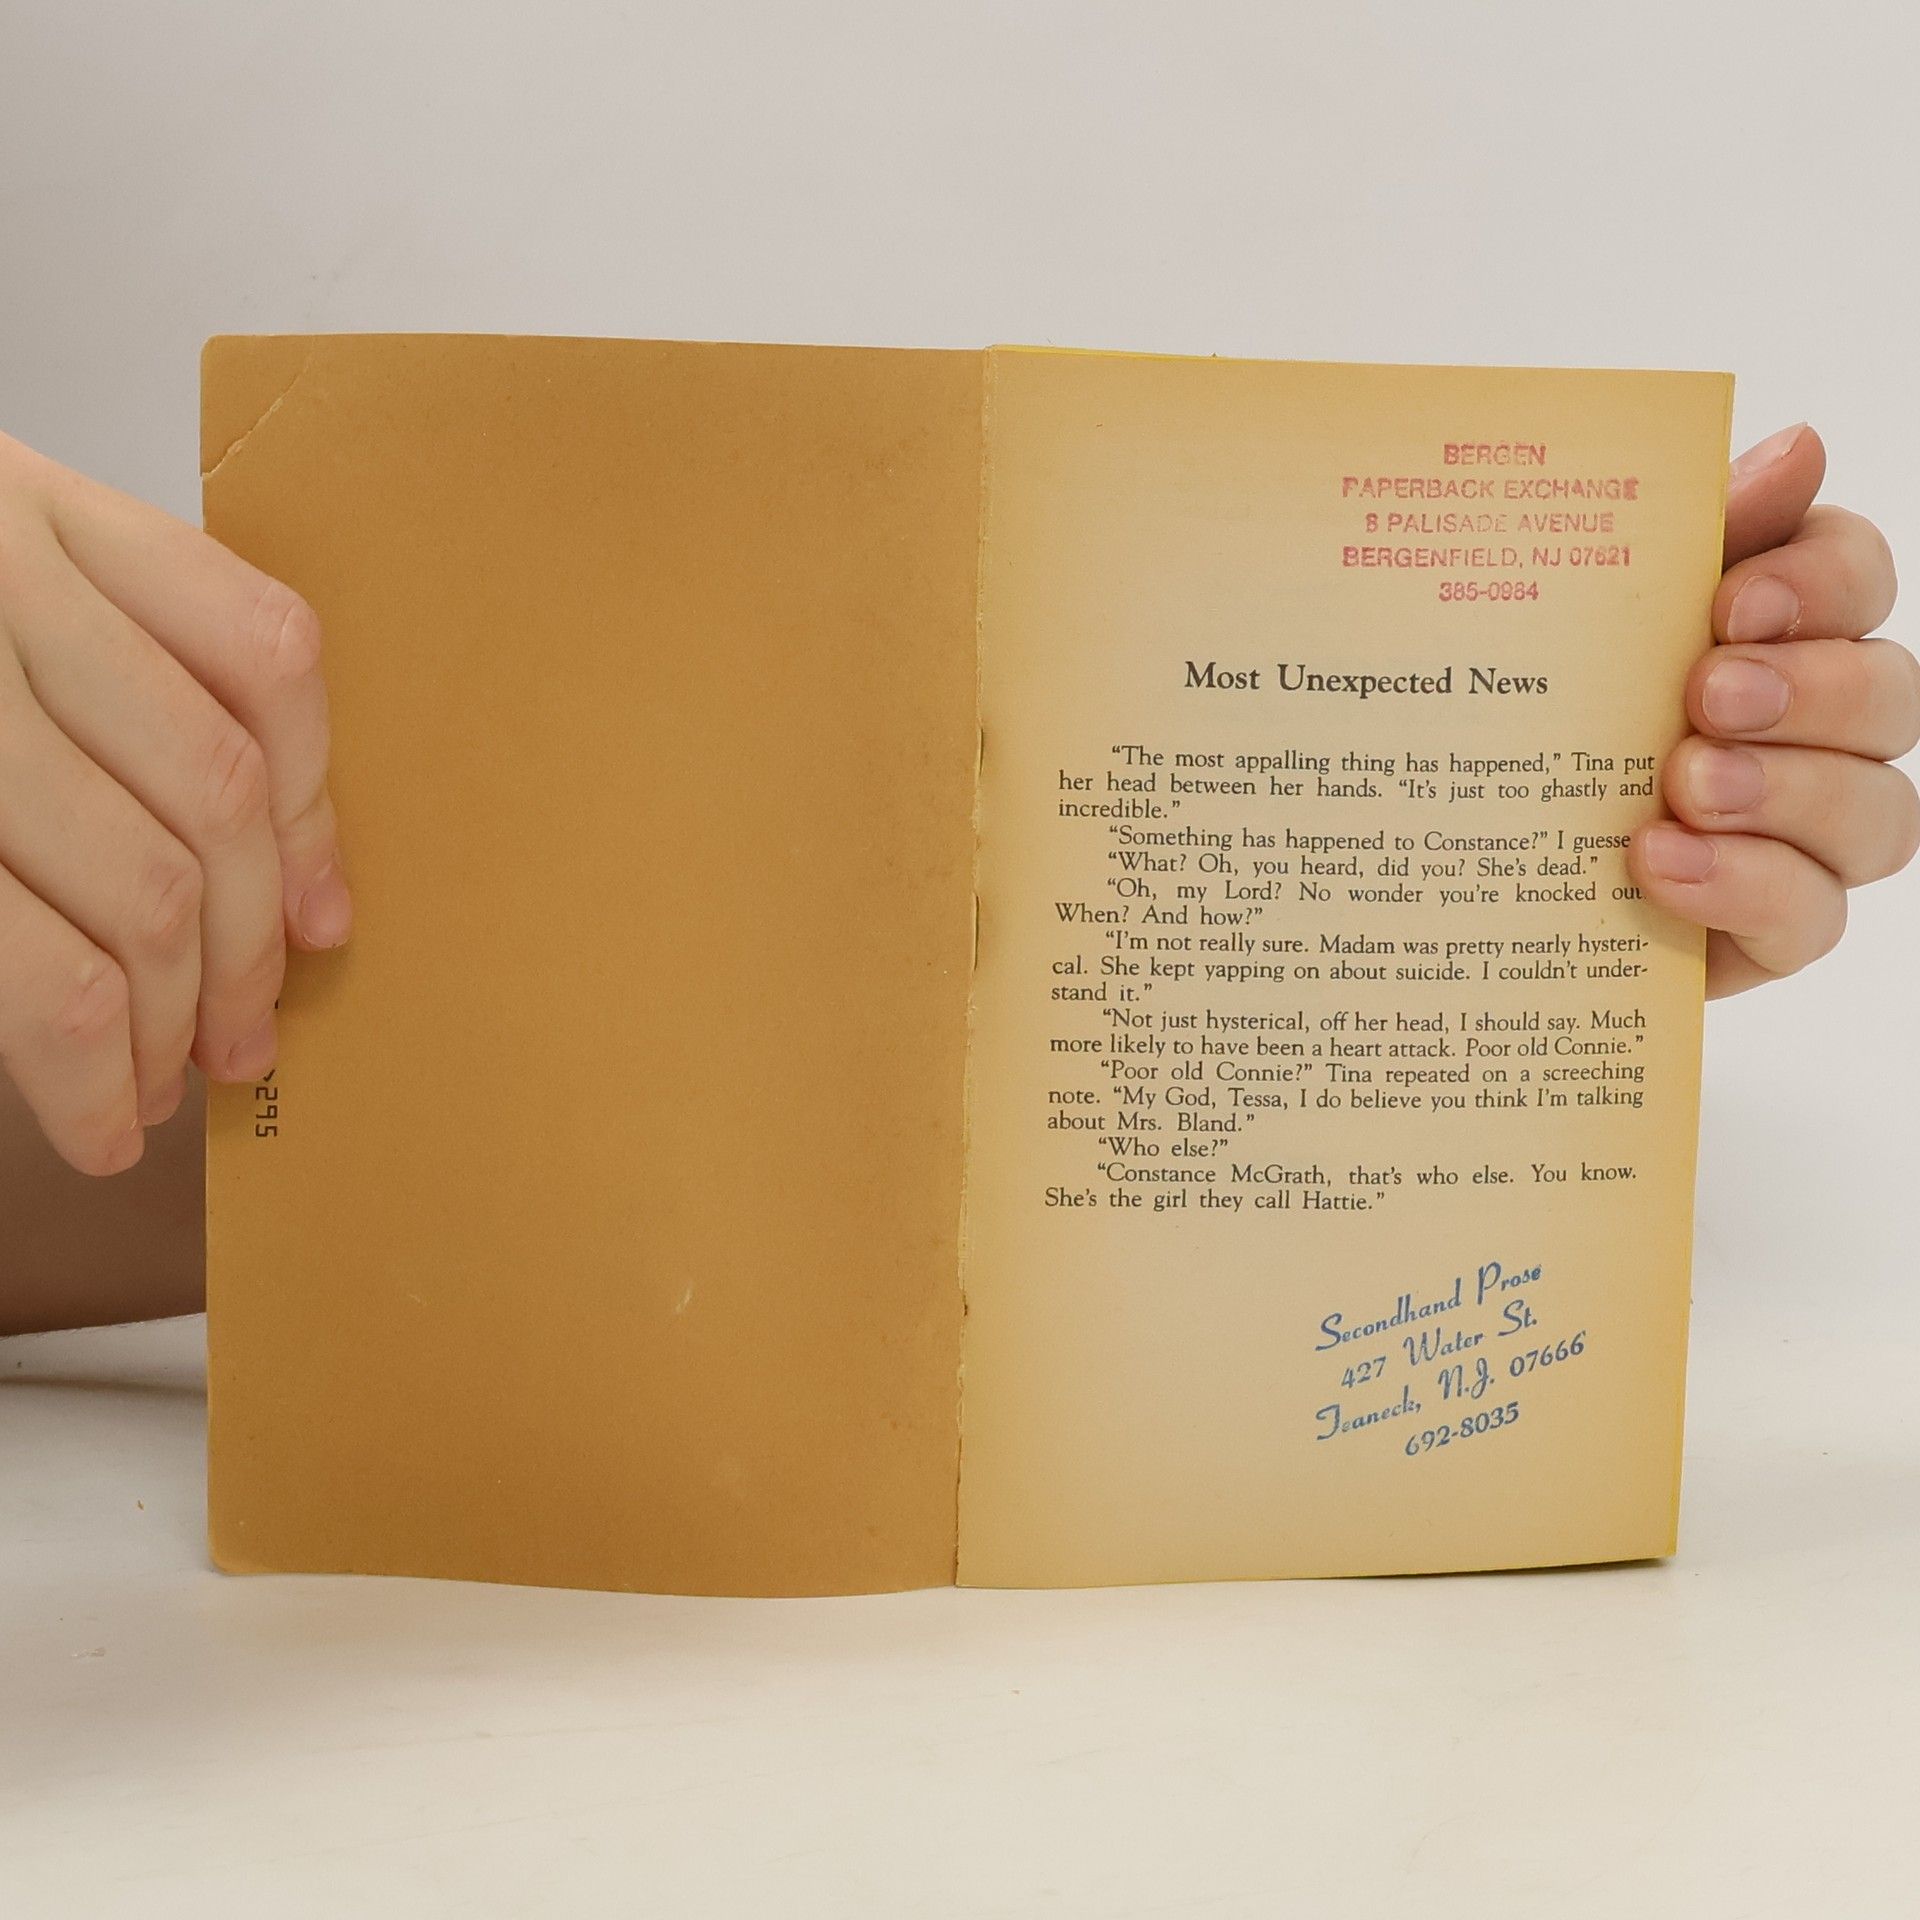 295
BERGEN
PAPERBACK EXCHANGE
8 PALISADE AVENUE
BERGENFIELD, NJ 07621
385-0984
Most Unexpected News
“The most appalling thing has happened,” Tina put
her head between her hands. “It’s just too ghastly and
incredible.”
“Something has happened to Constance?” I guesse
“What? Oh, you heard, did you? She’s dead.”
“Oh, my Lord? No wonder you’re knocked out.
When? And how?”
“I’m not really sure. Madam was pretty nearly hysteri-
cal. She kept yapping on about suicide. I couldn’t under-
stand it.”
“Not just hysterical, off her head, I should say. Much
more likely to have been a heart attack. Poor old Connie.”
“Poor old Connie?” Tina repeated on a screeching
note. “My God, Tessa, I do believe you think I’m talking
about Mrs. Bland.”
“Who else?”
“Constance McGrath, that’s who else. You know.
She’s the girl they call Hattie.”
Secondhand Prose
427 Water St.
Teaneck, N.J. 07666
692-8035